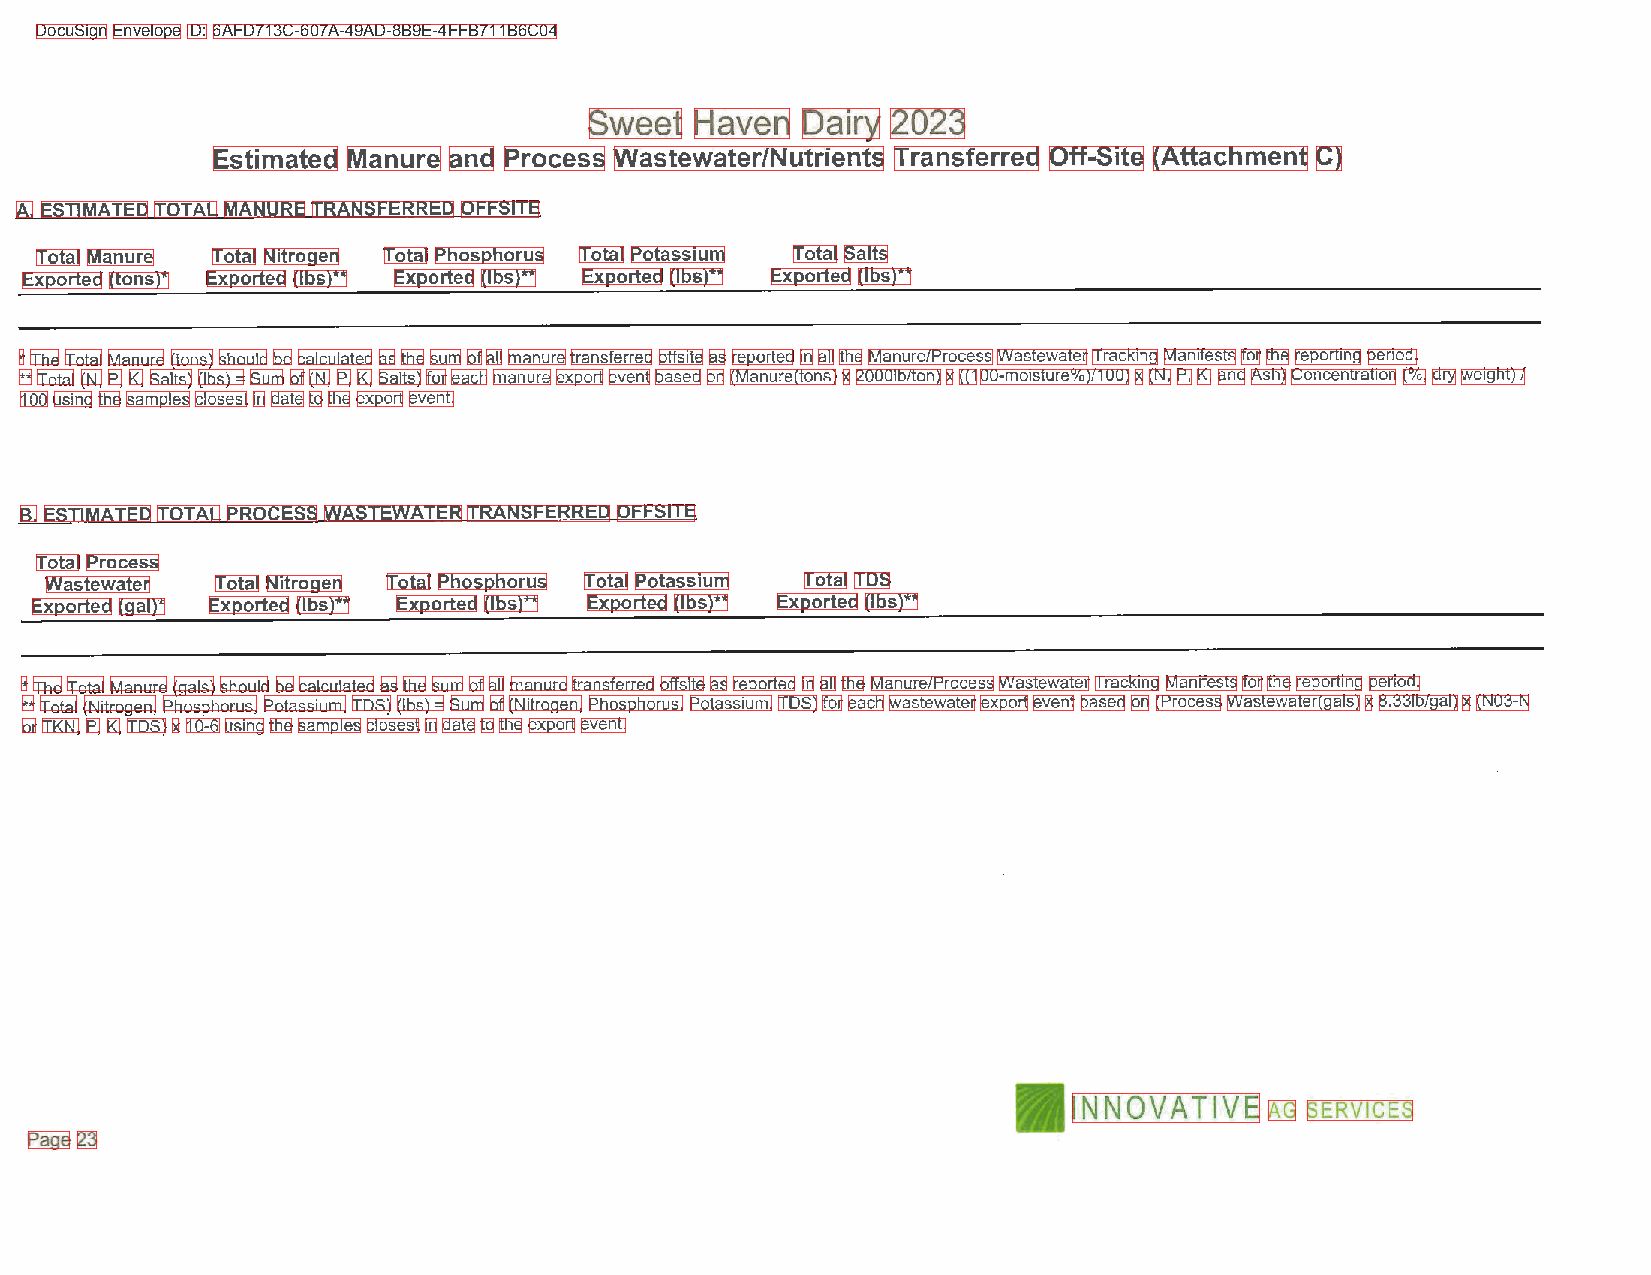 DocuSign Envelope ID: 6AFD713C-607A-49AD-8B9E-4FFB711B6C04
Sweet Haven Dairy 2023
Estimated Manure and Process Wastewater/Nutrients Transferred Off-Site (Attachment C)
A. ESTIMATED TOTAL MANURE TRANSFERRED OFFSITE
Total Manure Total Nitrogen Total Phosphorus Total Potassium Total Salts
Exported (tons)* Exported (lbs)** Exported (lbs)** Exported (lbs)** Exported (lbs)**
* The Total Manure (tons) should be calculated as the sum of all manure transferred offsite as reported in all the Manure/Process Wastewater Tracking Manifests for the reporting period.
** Total (N, P, K, Salts) (lbs) = Sum of (N, P, K, Salts) for each manure export event based on (Manure(tons) x 2000lb/ton) x ((100-moisture%)/100) x (N, P, K, and Ash) Concentration (%, dry weight) /
100 using the samples closest in date to the export event.
B. ESTIMATED TOTAL PROCESS WASTEWATER TRANSFERRED OFFSITE
Total Process
Wastewater Total Nitrogen Total Phosphorus Total Potassium Total TDS
Exported (gal)* Exported (lbs)** Exported (lbs)** Exported (lbs)** Exported (lbs)**
* The Total Manure (gals) should be calculated as the sum of all manure transferred offsite as reported in all the Manure/Process Wastewater Tracking Manifests for the reporting period.
** Total (Nitrogen, Phosphorus, Potassium, TDS) (lbs) = Sum of (Nitrogen, Phosphorus, Potassium, TDS) for each wastewater export event based on (Process Wastewater(gals) x 8.33lb/gal) x (N03-N
or TKN, P, K, TDS) x 10-6 using the samples closest in date to the export event.
INNOVATIVE AG SERVICES
Page 23